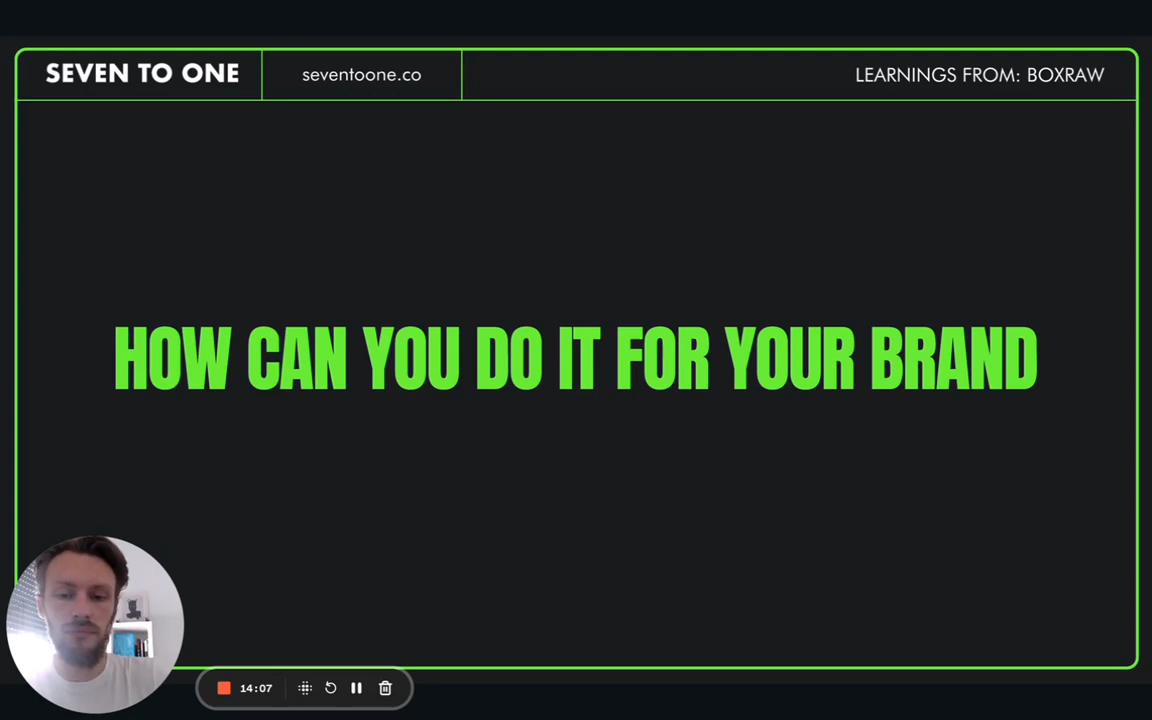 SEVEN TO ONE
seventoone.co
LEARNINGS FROM: BOXRAW
HOW CAN YOU DO IT FOR YOUR BRAND
14:07